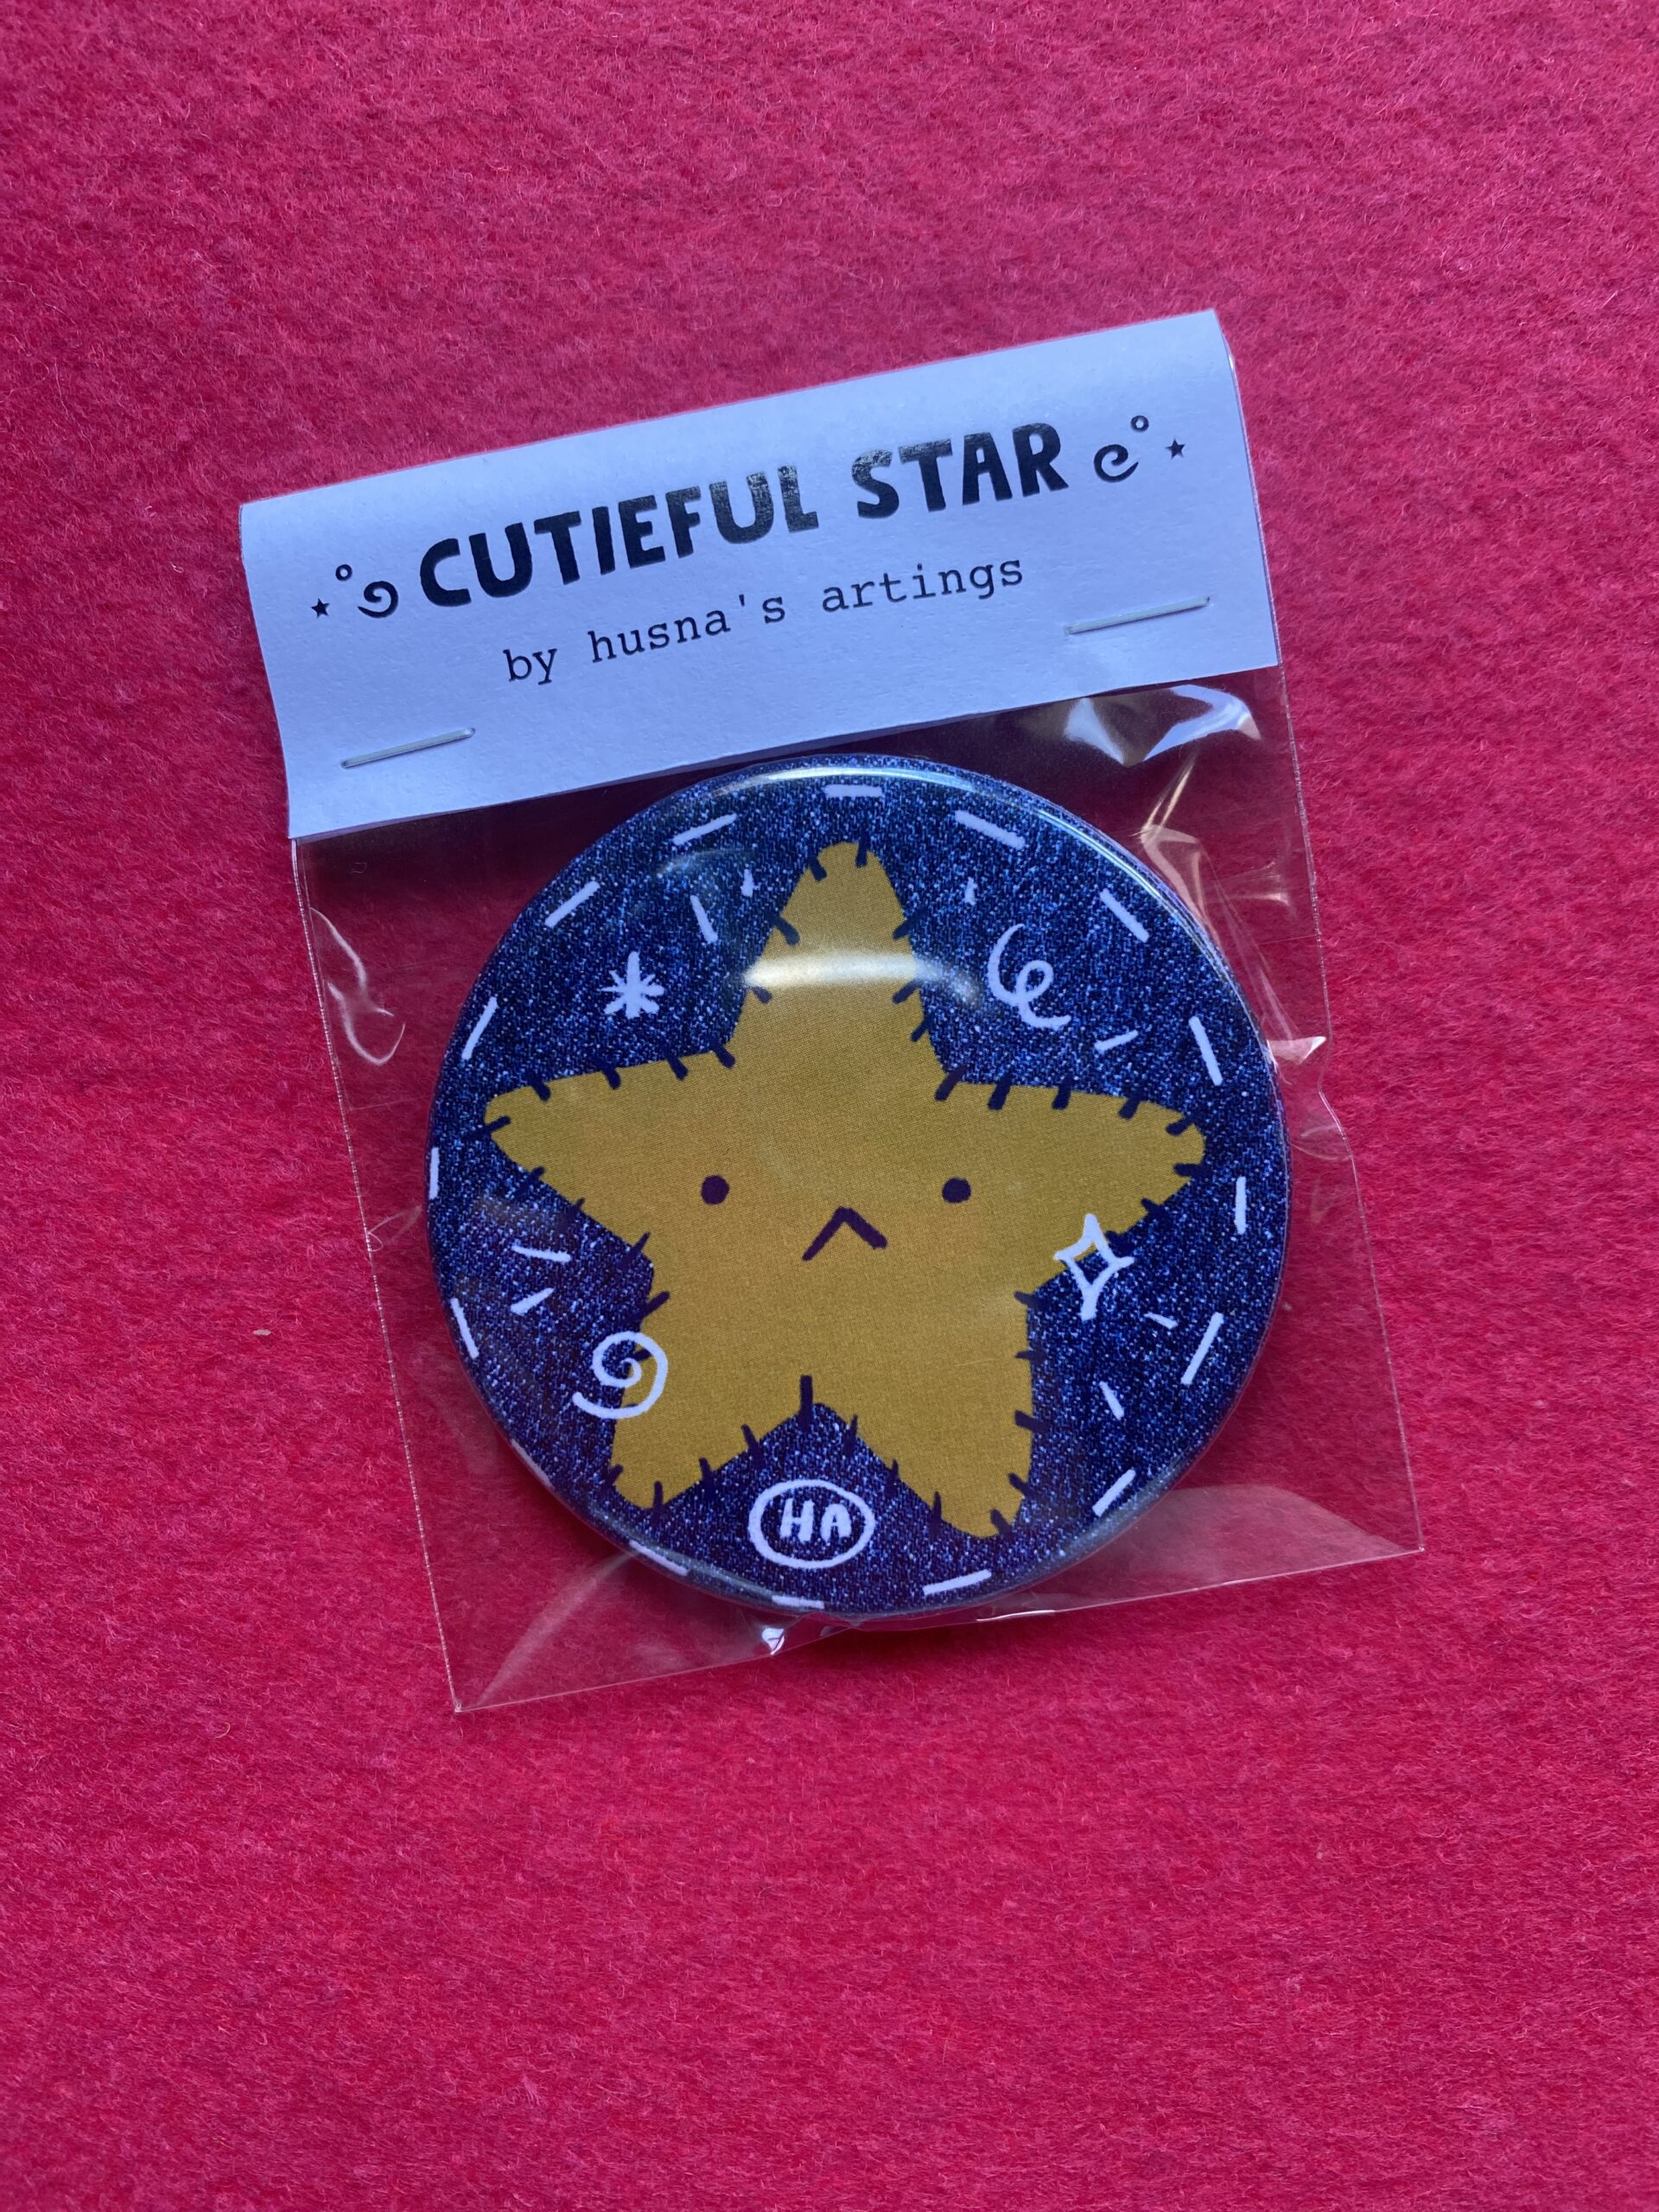 CUTIEFUL STAR
by husna's artings
HA